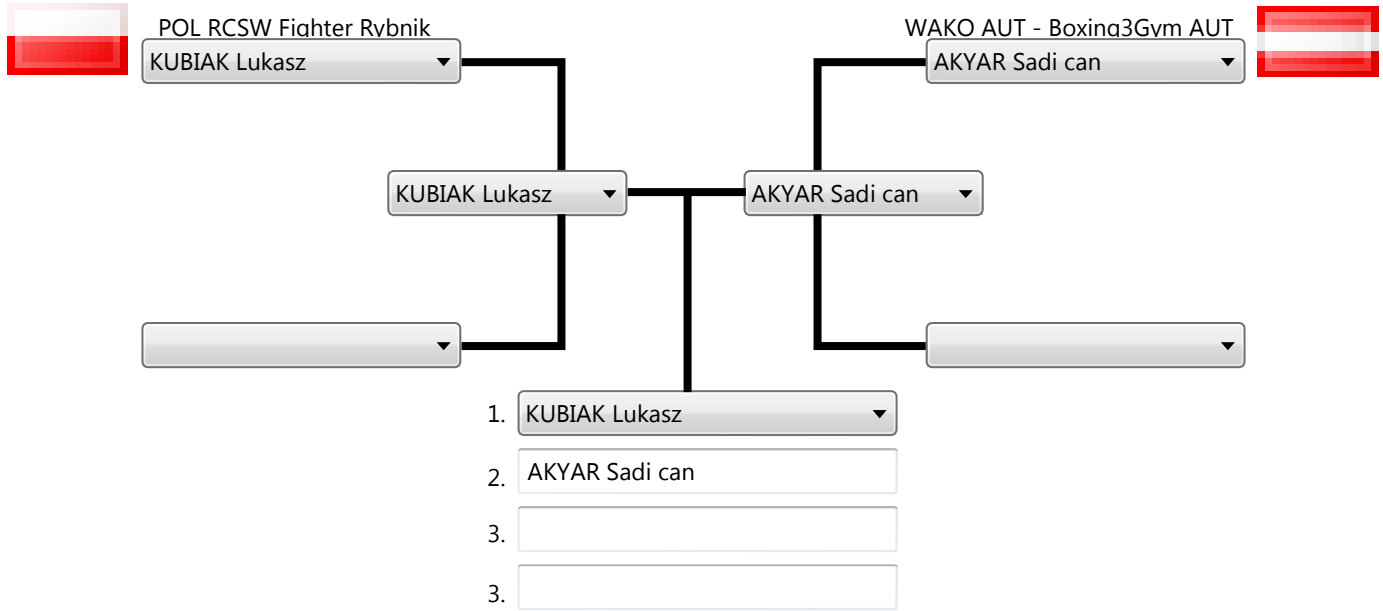 POL RCSW Fighter Rybnik
WAKO AUT - Boxing3Gym AUT
KUBIAK Lukasz
AKYAR Sadi can
KUBIAK Lukasz
AKYAR Sadi can
1. KUBIAK Lukasz
2. AKYAR Sadi can
3.
3.